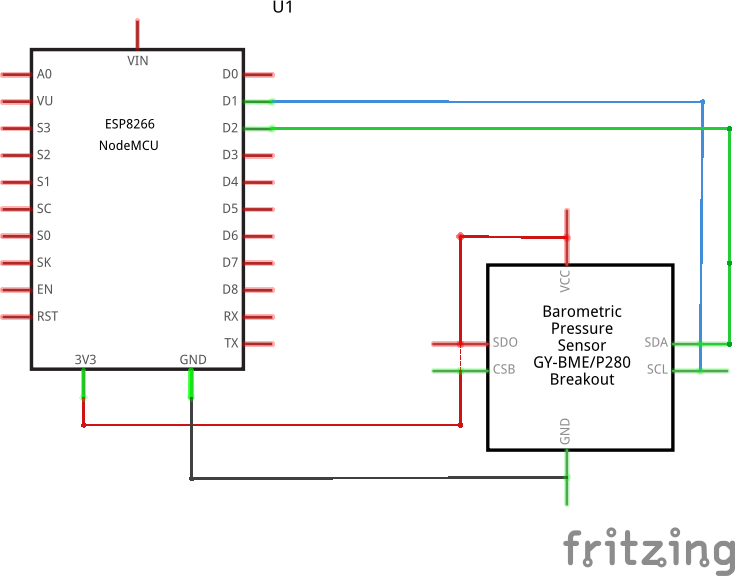 U1
VIN
A0
VU
S3
S2
S1
SC
S0
SK
EN
RST
ESP8266
NodeMCU
D0
D1
D2
D3
D4
D5
D6
D7
D8
RX
TX
3V3
GND
VCC
SDO
CSB
Barometric
Pressure
Sensor
GY-BME/P280
Breakout
SDA
SCL
GND
fritzing